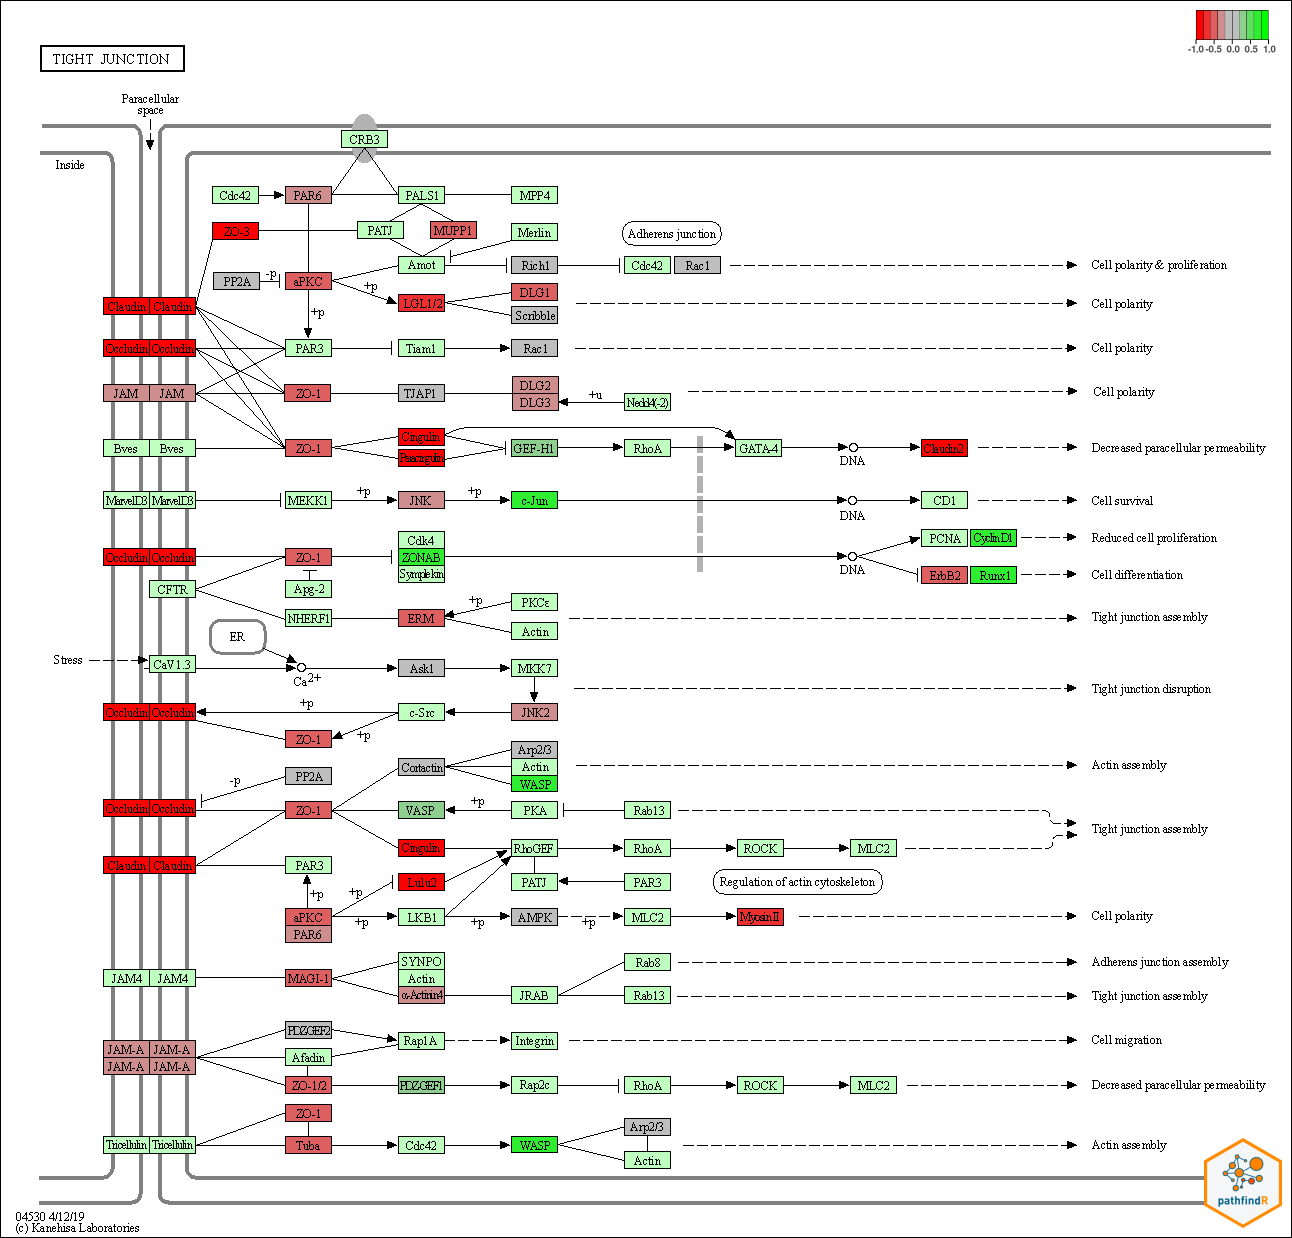 -1.0 -0.5 0.0 0.5 1.0
TIGHT JUNCTION
Paracellular
space
CRB3
Inside
Cdc42 PAR6 PALS1 MPP4
ZO-3 PATJ MUPP1 Merlin Adherens junction
Amot Rich1 Cdc42 Rac1 Cell polarity & proliferation
PP2A -p aPKC
+p
DLG1
Claudin Claudin LGL1/2 Cell polarity
+p Scribble
Occludin Occludin PAR3 Tiam1 Rac1 Cell polarity
DLG2
JAM JAM ZO-1 TJAP1 +u Cell polarity
DLG3 Nedd4(-2)
Cingulin
Bves Bves ZO-1 GEF-H1 RhoA GATA-4 Claudin2 Decreased paracellular permeability
Paracingulin DNA
MarvelD3 MarvelD3 MEKK1 +p JNK +p c-Jun CD1 Cell survival
DNA
Cdk4 PCNA CyclinD1 Reduced cell proliferation
Occludin Occludin ZO-1 ZONAB
DNA
Symplekin ErbB2 Runx1 Cell differentiation
CFTR Apg-2
+p PKCε
NHERF1 ERM Tight junction assembly
Actin
ER
Stress CaV1.3 Ask1 MKK7
Ca2+
Tight junction disruption
+p
Occludin Occludin c-Src JNK2
ZO-1 +p
Arp2/3
-p PP2A Cortactin Actin Actin assembly
WASP
Occludin Occludin ZO-1 VASP +p PKA Rab13
Tight junction assembly
Cingulin RhoGEF RhoA ROCK MLC2
Claudin Claudin PAR3
+p +p Lulu2 PATJ PAR3 Regulation of actin cytoskeleton
aPKC +p LKB1 +p AMPK +p MLC2 MyosinII Cell polarity
PAR6
SYNPO Rab8 Adherens junction assembly
JAM4 JAM4 MAGI-1 Actin
α-Actinin4 JRAB Rab13 Tight junction assembly
PDZGEF2
JAM-A JAM-A Rap1A Integrin Cell migration
Afadin
JAM-A JAM-A
ZO-1/2 PDZGEF1 Rap2c RhoA ROCK MLC2 Decreased paracellular permeability
ZO-1
Arp2/3
Tricellulin Tricellulin Tuba Cdc42 WASP Actin assembly
Actin
pathfindR
04530 4/12/19
(c) Kanehisa Laboratories